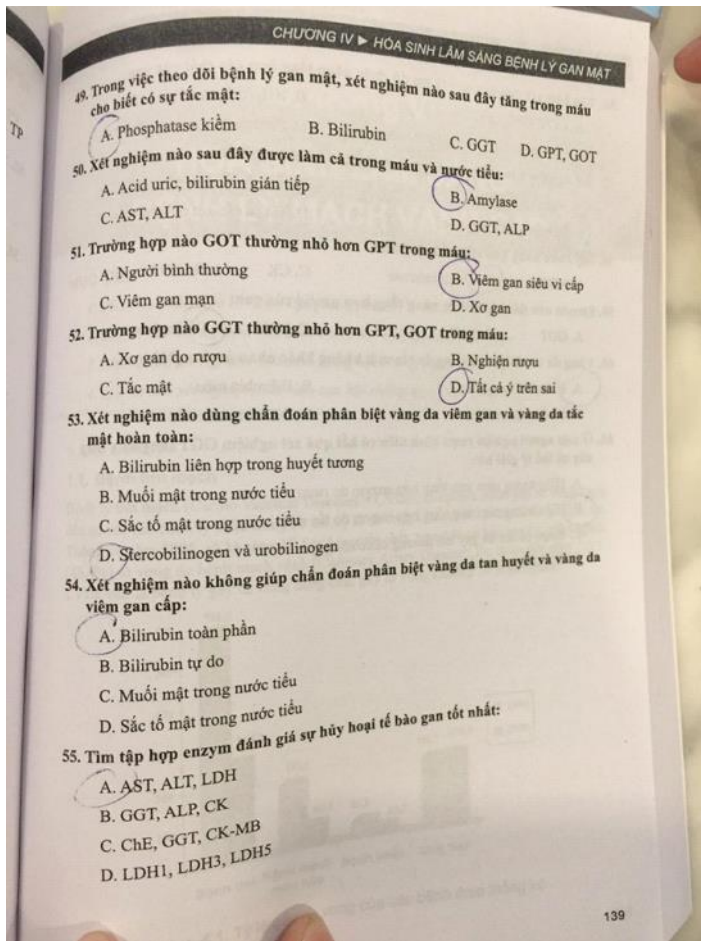 CHƯƠNG IV ▶ HÓA SINH LÂM SÀNG BỆNH LÝ GAN MẬT
TP
49. Trong việc theo dõi bệnh lý gan mật, xét nghiệm nào sau đây tăng trong máu
cho biết có sự tắc mật:
A. Phosphatase kiềm B. Bilirubin C. GGT D. GPT, GOT
50. Xét nghiệm nào sau đây được làm cả trong máu và nước tiểu:
A. Acid uric, bilirubin gián tiếp B. Amylase
C. AST, ALT D. GGT, ALP
51. Trường hợp nào GOT thường nhỏ hơn GPT trong máu:
A. Người bình thường B. Viêm gan siêu vi cấp
C. Viêm gan mạn D. Xơ gan
52. Trường hợp nào GGT thường nhỏ hơn GPT, GOT trong máu:
A. Xơ gan do rượu B. Nghiện rượu
C. Tắc mật D. Tất cả ý trên sai
53. Xét nghiệm nào dùng chẩn đoán phân biệt vàng da viêm gan và vàng da tắc
mật hoàn toàn:
A. Bilirubin liên hợp trong huyết tương
B. Muối mật trong nước tiểu
C. Sắc tố mật trong nước tiểu
D. Stercobilinogen và urobilinogen
54. Xét nghiệm nào không giúp chẩn đoán phân biệt vàng da tan huyết và vàng da
viêm gan cấp:
A. Bilirubin toàn phần
B. Bilirubin tự do
C. Muối mật trong nước tiểu
D. Sắc tố mật trong nước tiểu
55. Tìm tập hợp enzym đánh giá sự hủy hoại tế bào gan tốt nhất:
A. AST, ALT, LDH
B. GGT, ALP, CK
C. ChE, GGT, CK-MB
D. LDH1, LDH3, LDH5
139